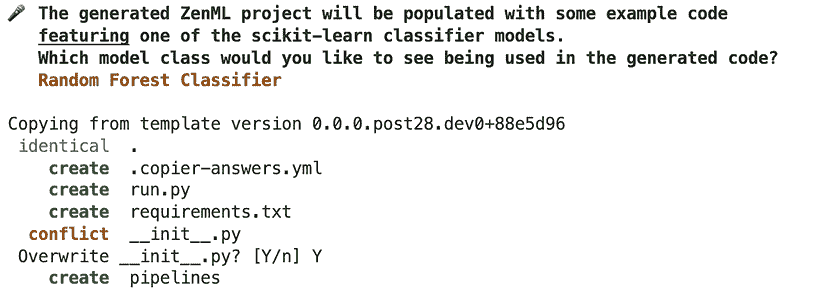 🎤 The generated ZenML project will be populated with some example code
featuring one of the scikit-learn classifier models.
Which model class would you like to see being used in the generated code?
Random Forest Classifier
Copying from template version 0.0.0.post28.dev0+88e5d96
identical .
create .copier-answers.yml
create run.py
create requirements.txt
conflict __init__.py
Overwrite __init__.py? [Y/n] Y
create pipelines